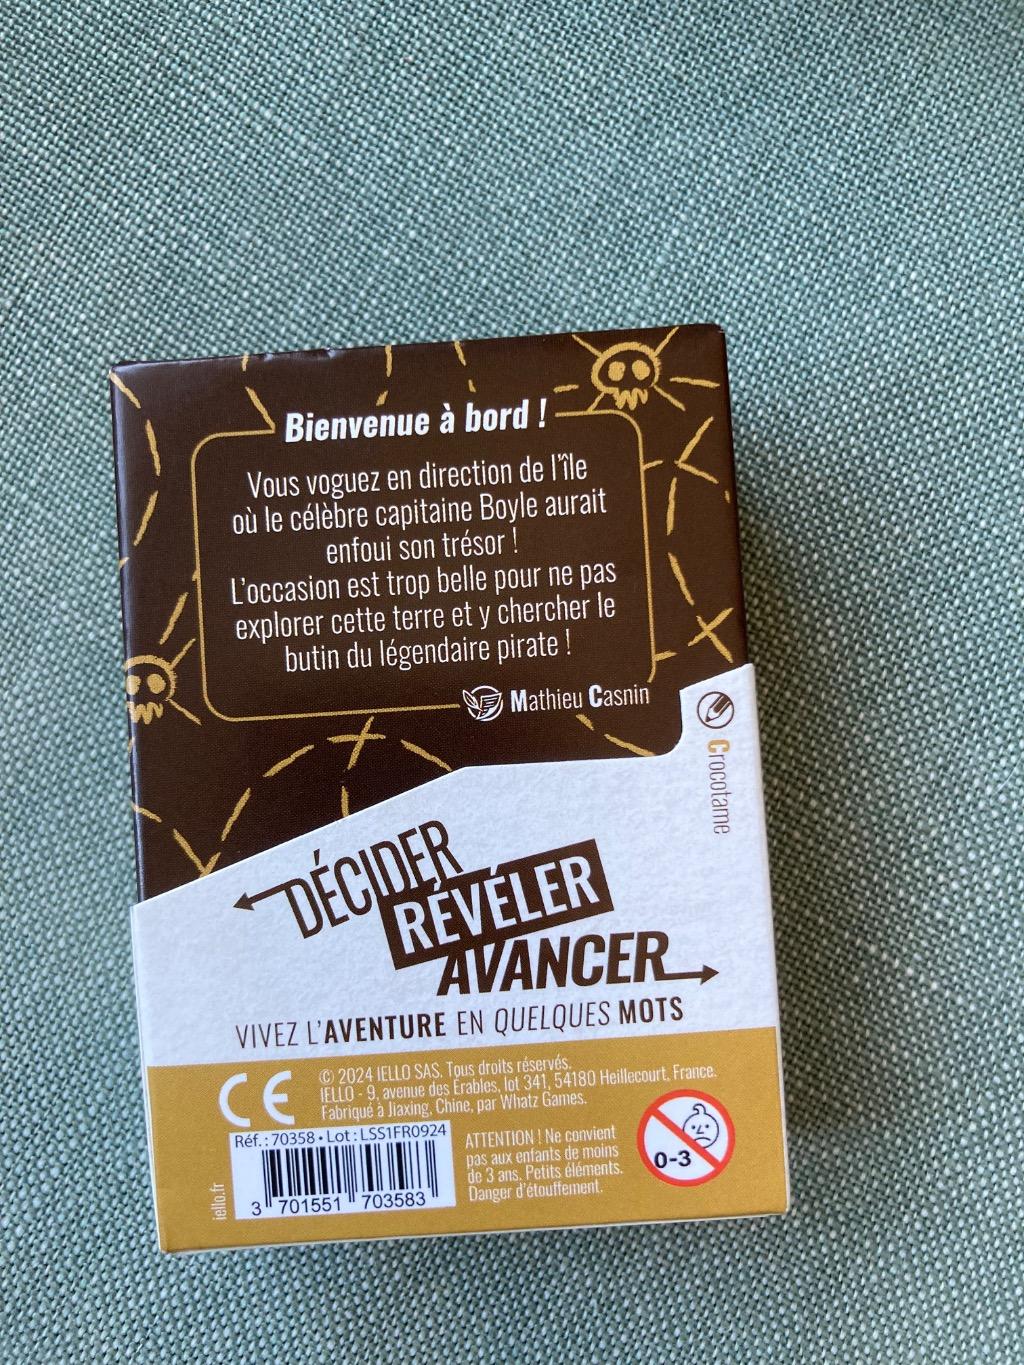 Bienvenue à bord !
Vous voguez en direction de l'île
où le célèbre capitaine Boyle aurait
enfoui son trésor !
L'occasion est trop belle pour ne pas
explorer cette terre et y chercher le
butin du légendaire pirate !
Mathieu Casnin
Crocotame
DÉCIDER
RÉVÉLER
AVANCER
VIVEZ L'AVENTURE EN QUELQUES MOTS
CE
© 2024 IELLO SAS. Tous droits réservés.
IELLO - 9, avenue des Érables, lot 341, 54180 Heillecourt, France.
Fabriqué à Jiaxing, Chine, par Whatz Games.
Réf. : 70358 • Lot : LSS1FR0924
3 701551 703583
iello.fr
ATTENTION ! Ne convient
pas aux enfants de moins
de 3 ans. Petits éléments.
Danger d'étouffement.
0-3